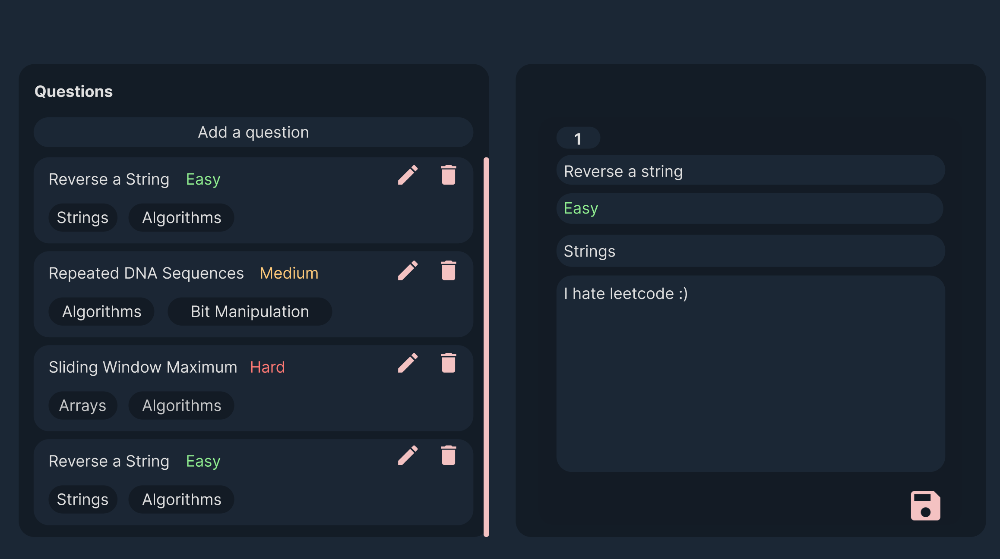 Questions
Add a question
Reverse a String Easy
Strings Algorithms
Repeated DNA Sequences Medium
Algorithms Bit Manipulation
Sliding Window Maximum Hard
Arrays Algorithms
Reverse a String Easy
Strings Algorithms
1
Reverse a string
Easy
Strings
I hate leetcode :)